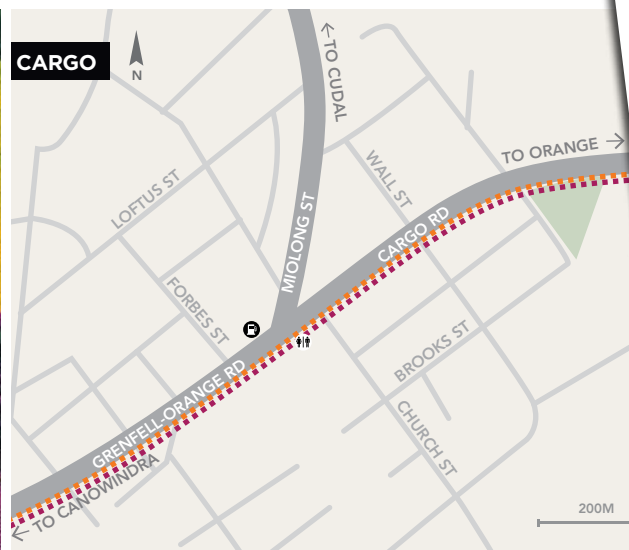 CARGO
N
← TO CUDAL
TO ORANGE →
LOFTUS ST
WALL ST
MIOLONG ST
CARGO RD
FORBES ST
BROOKS ST
GRENFELL-ORANGE RD
CHURCH ST
← TO CANOWINDRA
200M